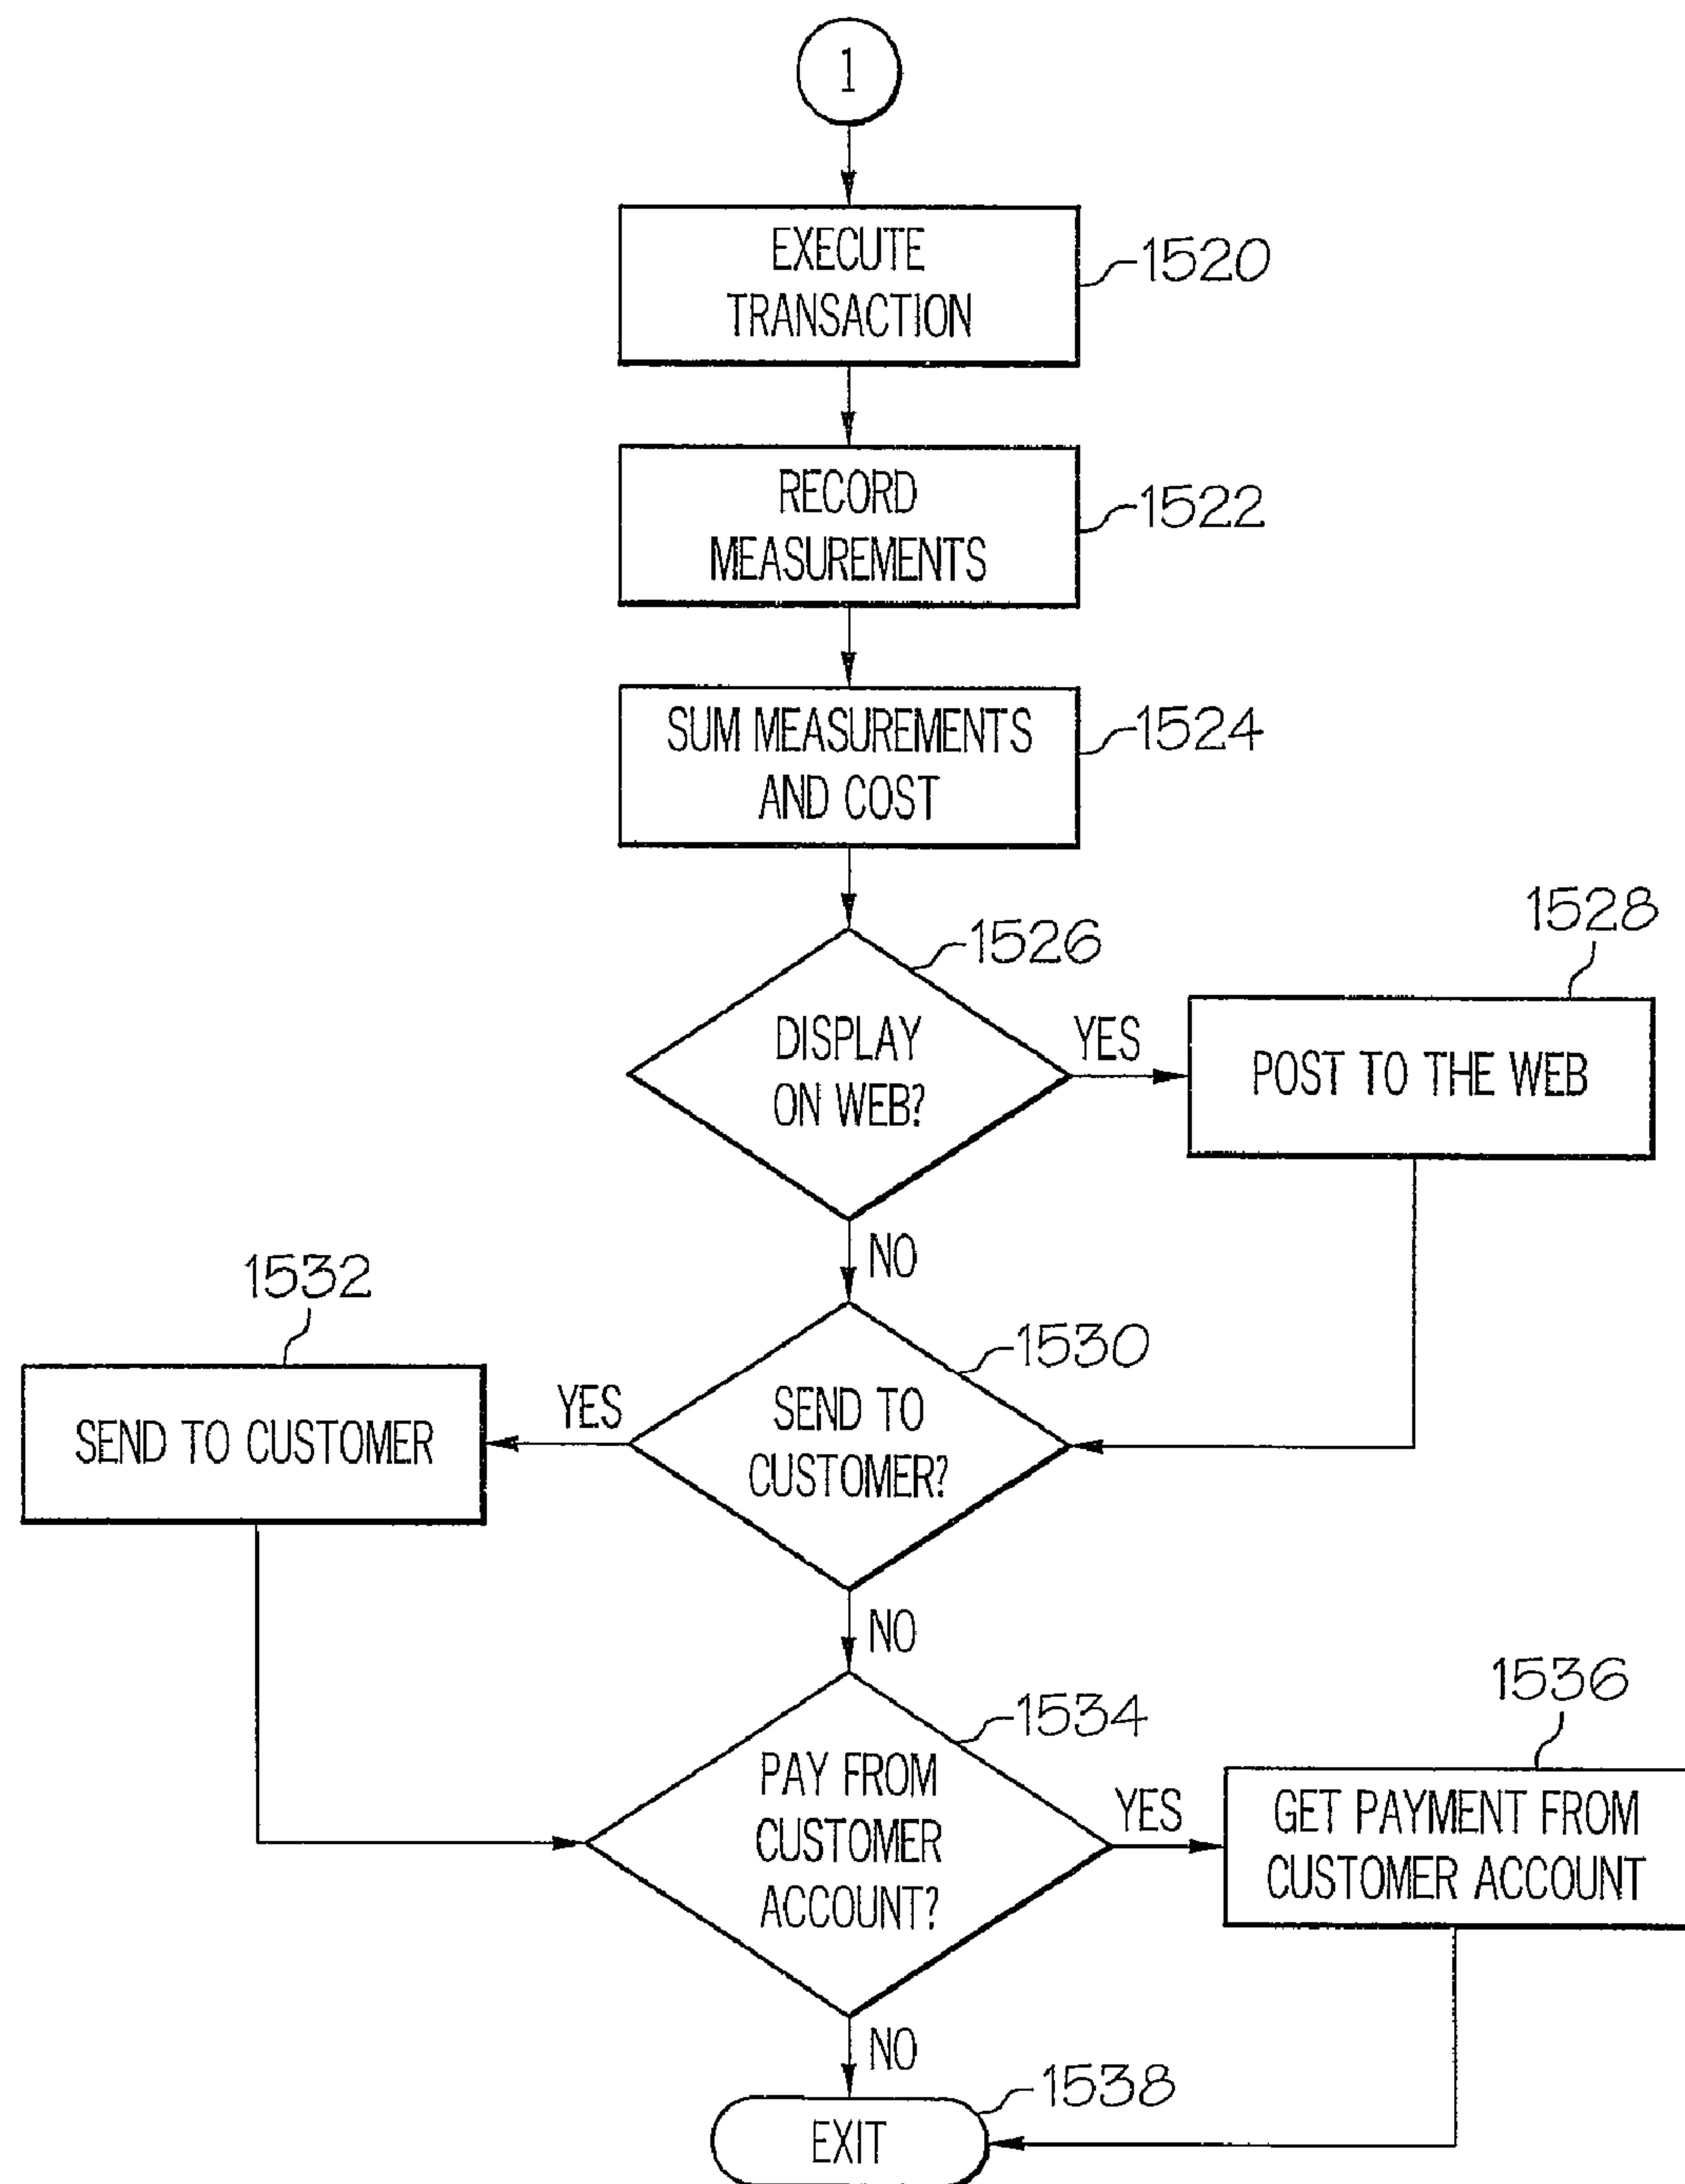 1
EXECUTE
TRANSACTION
1520
RECORD
MEASUREMENTS
1522
SUM MEASUREMENTS
AND COST
1524
DISPLAY
ON WEB?
1526
YES
POST TO THE WEB
1528
NO
SEND TO
CUSTOMER?
1530
YES
SEND TO CUSTOMER
1532
NO
PAY FROM
CUSTOMER
ACCOUNT?
1534
YES
GET PAYMENT FROM
CUSTOMER ACCOUNT
1536
NO
EXIT
1538